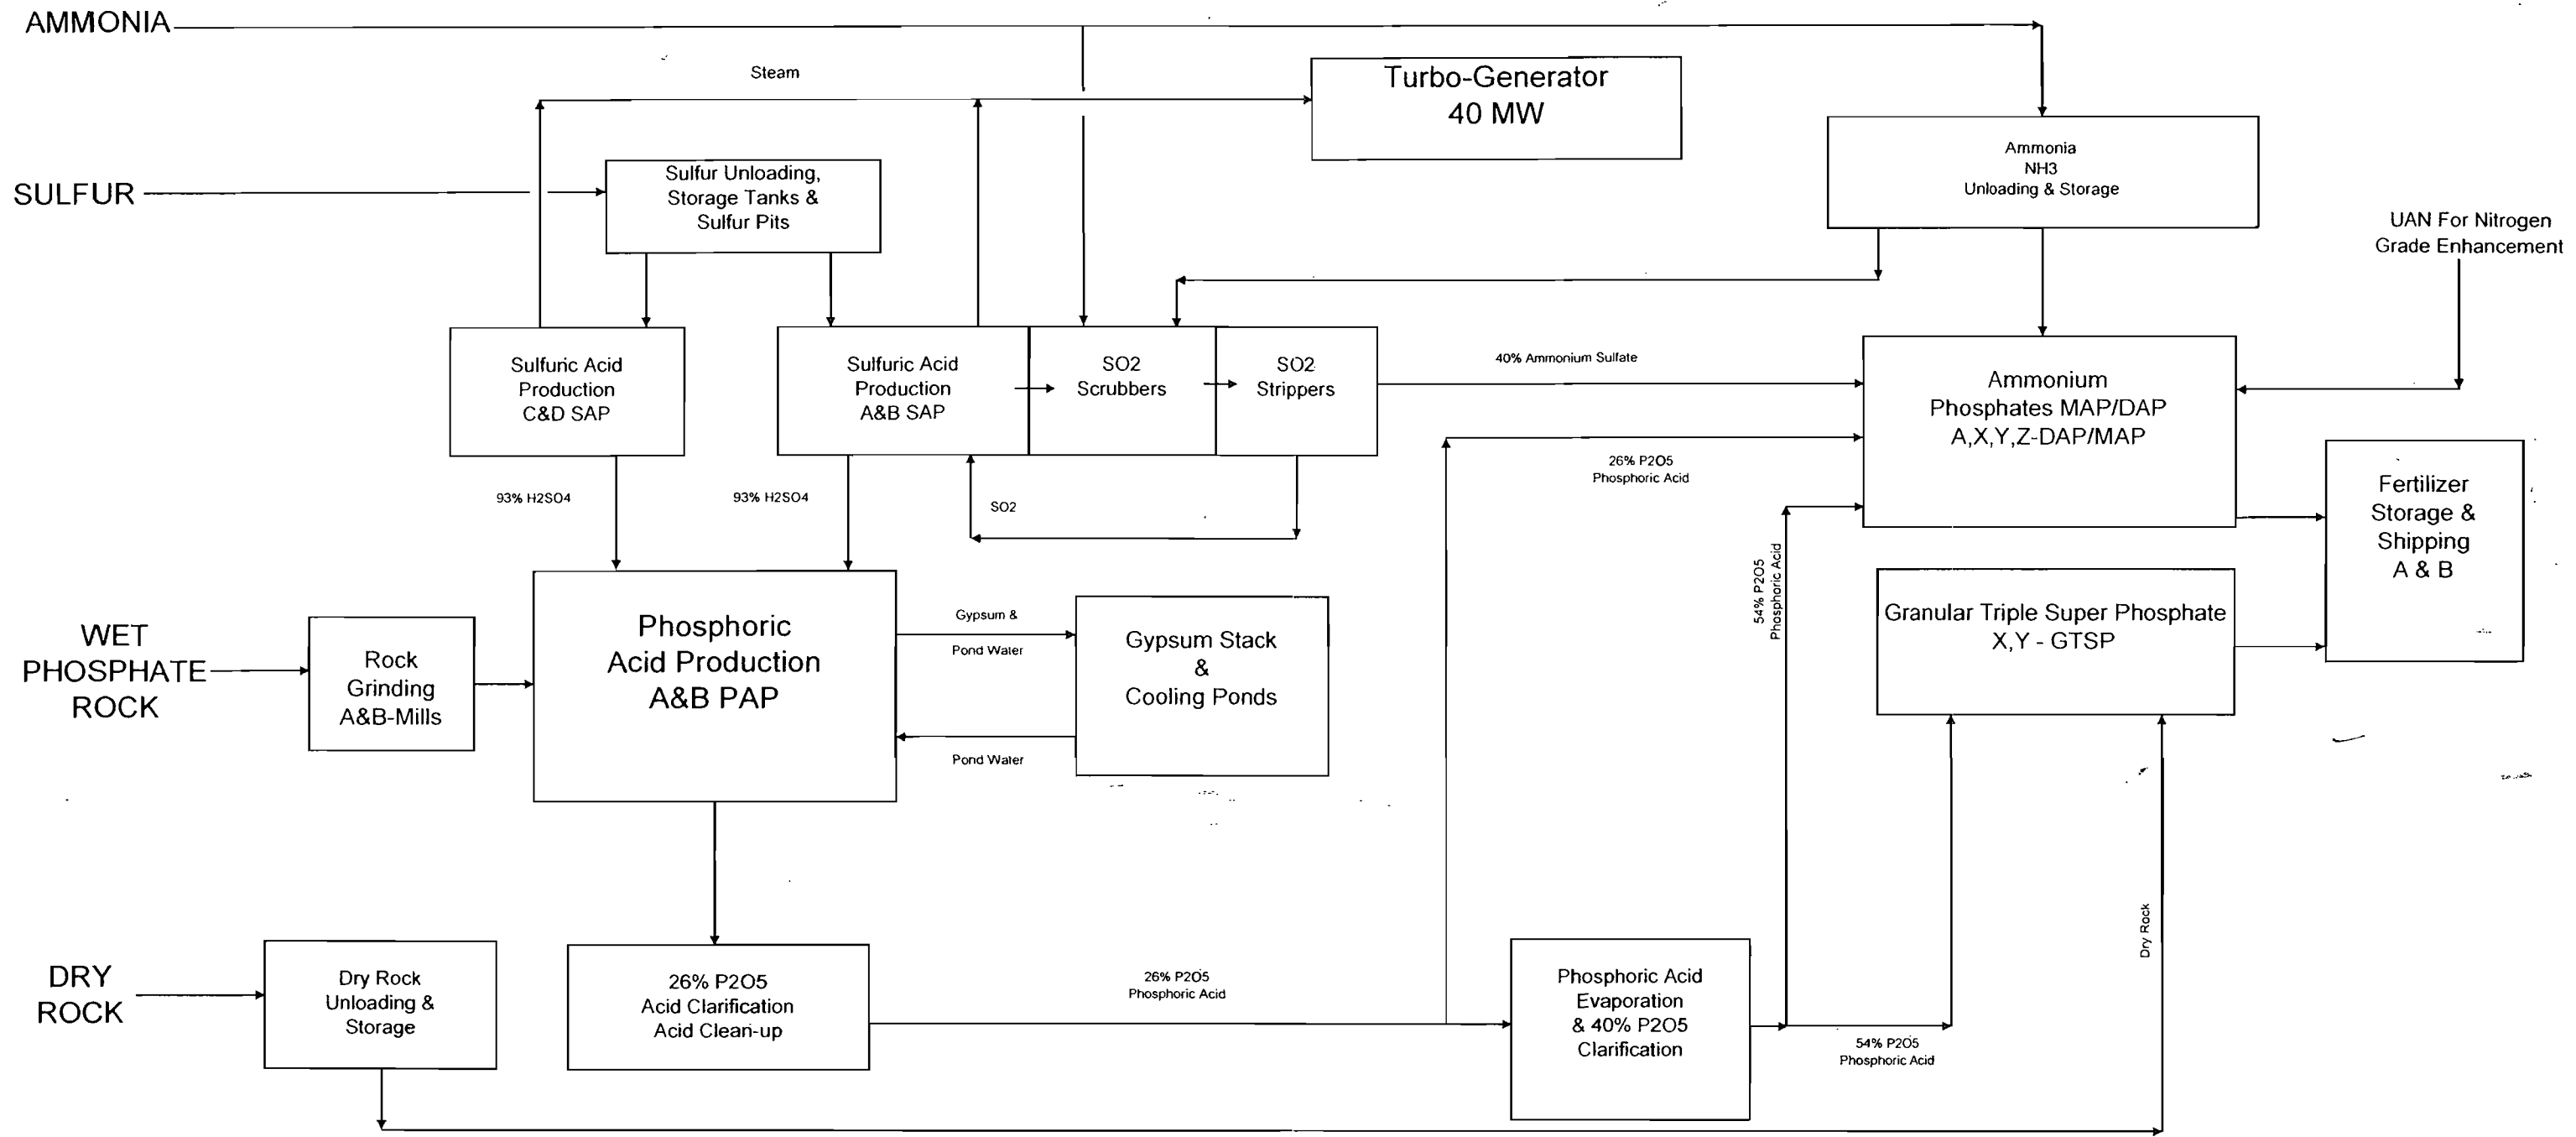 AMMONIA
Steam
Turbo-Generator
40 MW
Ammonia
NH3
Unloading & Storage
SULFUR
Sulfur Unloading,
Storage Tanks &
Sulfur Pits
UAN For Nitrogen
Grade Enhancement
Sulfuric Acid
Production
C&D SAP
Sulfuric Acid
Production
A&B SAP
SO2
Scrubbers
SO2
Strippers
40% Ammonium Sulfate
Ammonium
Phosphates MAP/DAP
A,X,Y,Z-DAP/MAP
26% P2O5
Phosphoric Acid
93% H2SO4
93% H2SO4
SO2
Fertilizer
Storage &
Shipping
A & B
54% P2O5
Phosphoric Acid
Granular Triple Super Phosphate
X,Y - GTSP
WET
PHOSPHATE
ROCK
Rock
Grinding
A&B-Mills
Phosphoric
Acid Production
A&B PAP
Gypsum &
Pond Water
Gypsum Stack
&
Cooling Ponds
Pond Water
Dry Rock
DRY
ROCK
Dry Rock
Unloading &
Storage
26% P2O5
Acid Clarification
Acid Clean-up
26% P2O5
Phosphoric Acid
Phosphoric Acid
Evaporation
& 40% P2O5
Clarification
54% P2O5
Phosphoric Acid